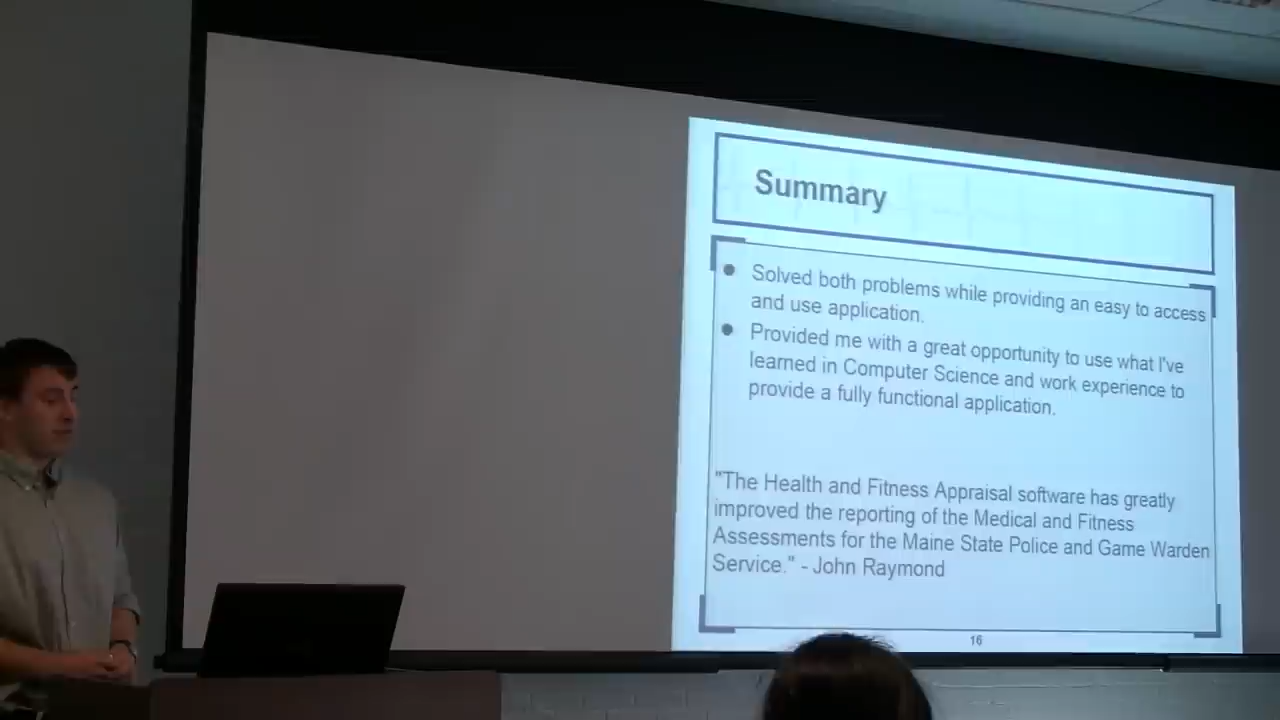 Summary
Solved both problems while providing an easy to access
and use application.
Provided me with a great opportunity to use what I've
learned in Computer Science and work experience to
provide a fully functional application.
"The Health and Fitness Appraisal software has greatly
improved the reporting of the Medical and Fitness
Assessments for the Maine State Police and Game Warden
Service." - John Raymond
16